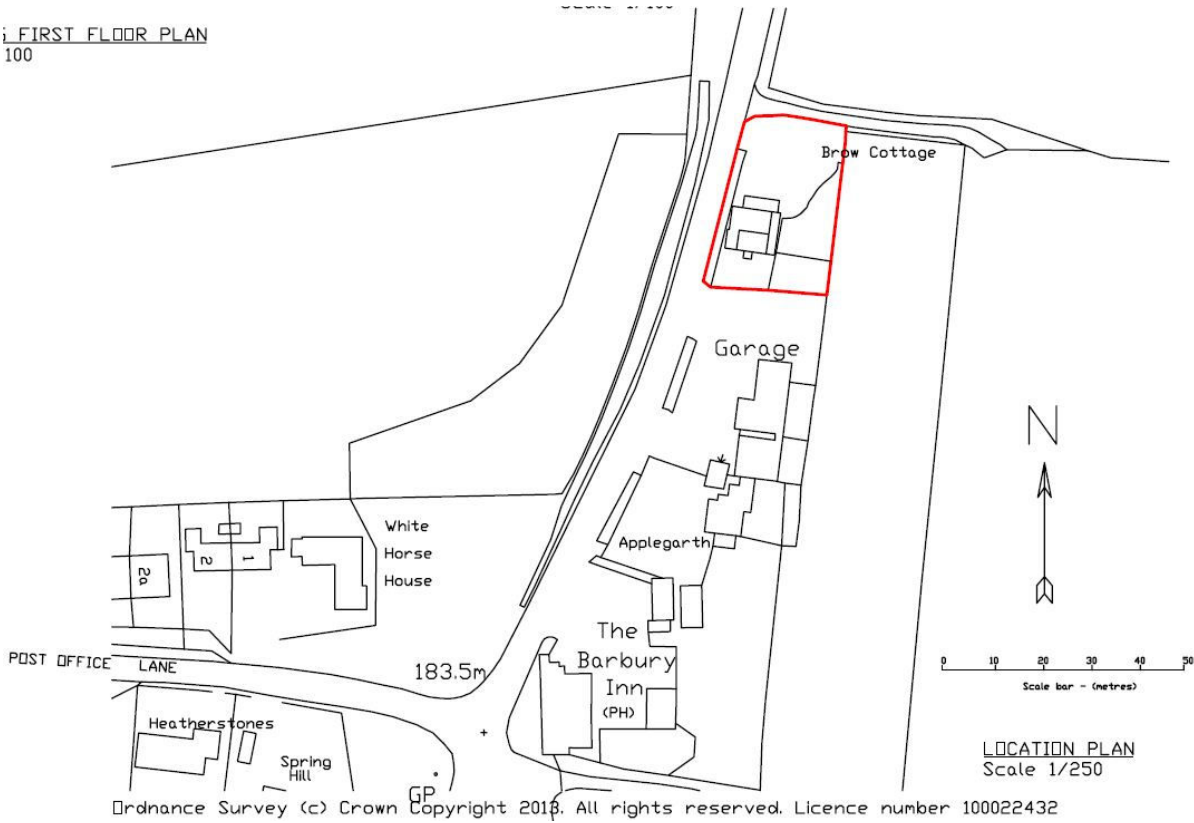 FIRST FLOOR PLAN
100
Brow Cottage
Garage
N
White
Horse
House
1
2
2a
Applegarth
The
Barbury
Inn
(PH)
POST OFFICE LANE
183.5m
0 10 20 30 40 50
Scale bar - (metres)
Heatherstones
Spring
Hill
GP
LOCATION PLAN
Scale 1/250
Ordnance Survey (c) Crown Copyright 2013. All rights reserved. Licence number 100022432